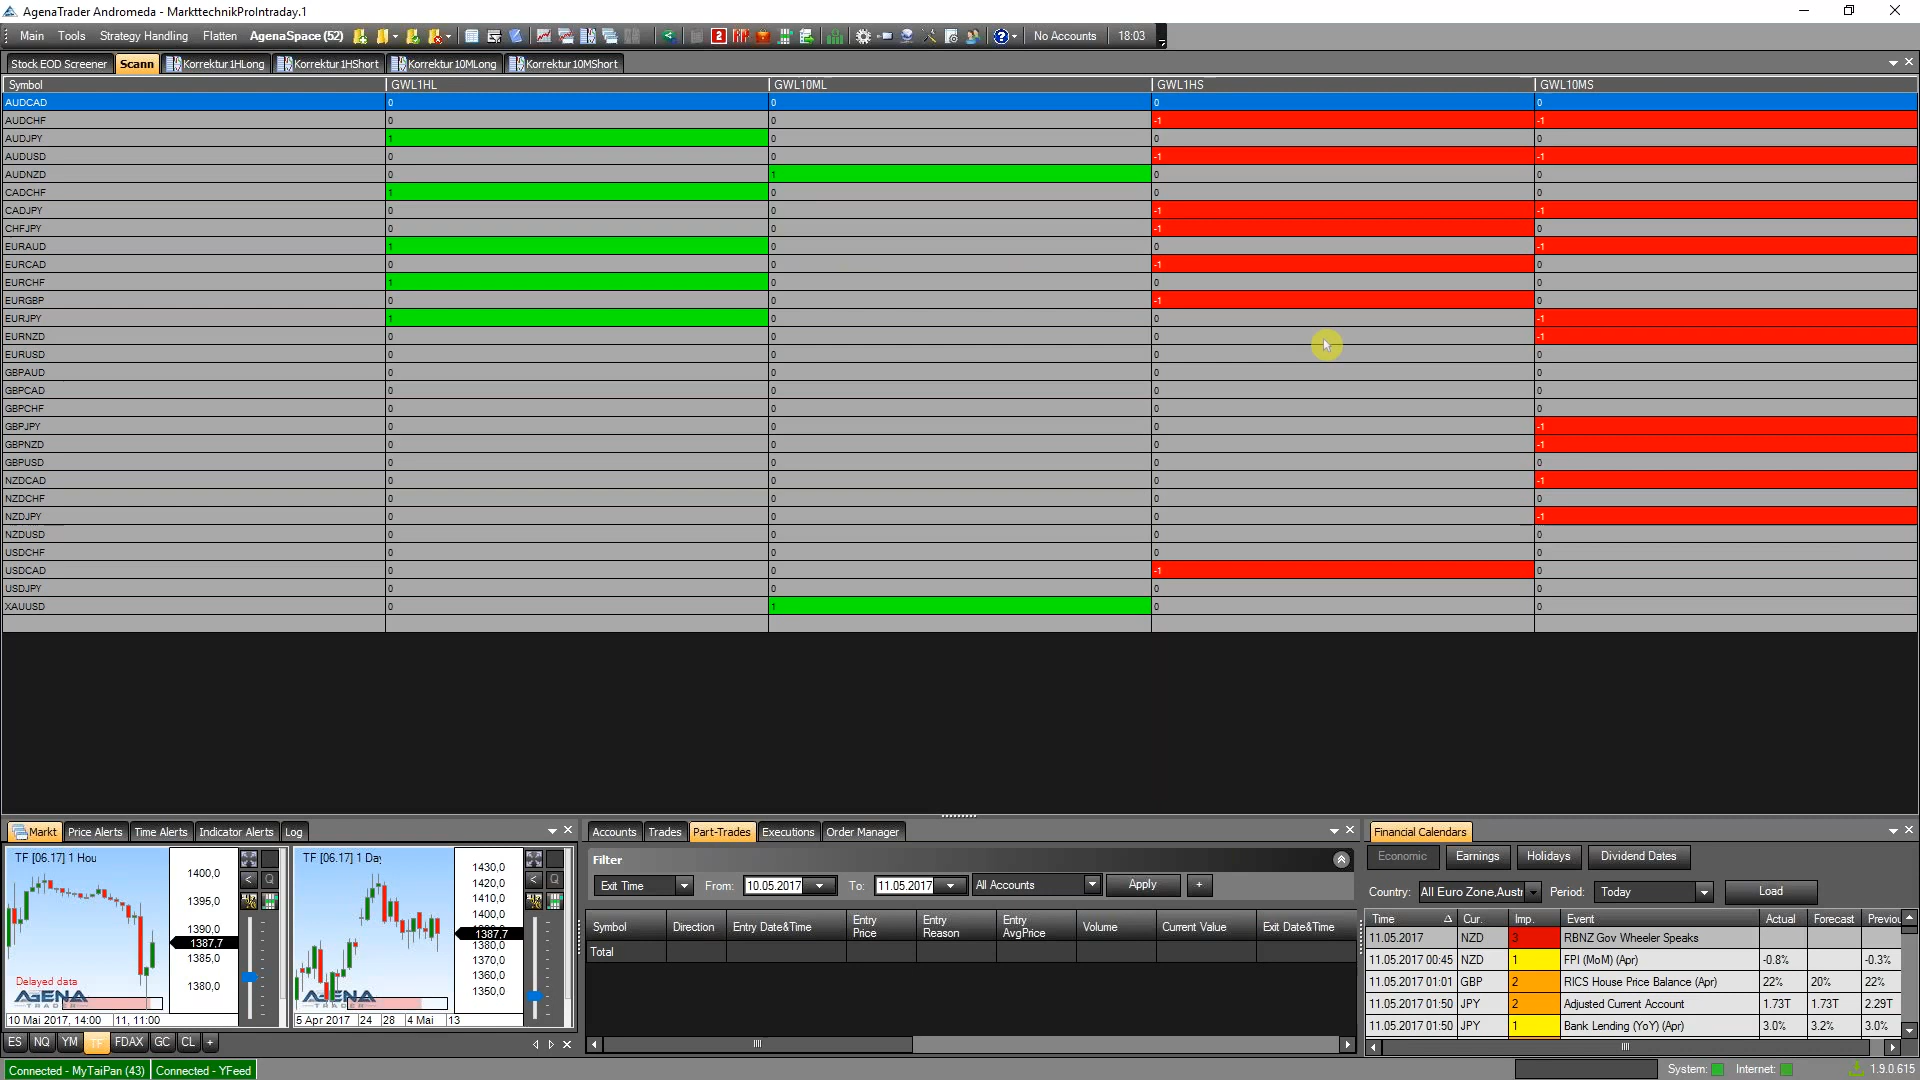 AgenaTrader Andromeda - MarkttechnikProIntraday.1
Main Tools Strategy Handling Flatten AgenaSpace (52) No Accounts 18:03
Stock EOD Screener Scann Korrektur1HLong Korrektur1HShort Korrektur10MLong Korrektur10MShort
Symbol GWL1HL GWL10ML GWL1HS GWL10MS
AUDCAD 0 0 0 0
AUDCHF 0 0 -1 -1
AUDJPY 1 0 0 0
AUDUSD 0 0 -1 -1
AUDNZD 0 1 0 0
CADCHF 1 0 0 0
CADJPY 0 0 -1 -1
CHFJPY 0 0 -1 0
EURAUD 1 0 0 -1
EURCAD 0 0 -1 0
EURCHF 1 0 0 0
EURGBP 0 0 -1 0
EURJPY 1 0 0 -1
EURNZD 0 0 0 -1
EURUSD 0 0 0 0
GBPAUD 0 0 0 0
GBPCAD 0 0 0 0
GBPCHF 0 0 0 0
GBPJPY 0 0 0 -1
GBPNZD 0 0 0 -1
GBPUSD 0 0 0 0
NZDCAD 0 0 0 -1
NZDCHF 0 0 0 0
NZDJPY 0 0 0 -1
NZDUSD 0 0 0 0
USDCHF 0 0 0 0
USDCAD 0 0 -1 0
USDJPY 0 0 0 0
XAUUSD 0 1 0 0
Markt Price Alerts Time Alerts Indicator Alerts Log
TF [06.17] 1 Hou
1400,0
1395,0
1390,0
1387,7
1385,0
1380,0
Delayed data
AGENA TRADER
10 Mai 2017, 14:00 11, 11:00
TF [06.17] 1 Day
1430,0
1420,0
1410,0
1400,0
1387,7
1380,0
1370,0
1360,0
1350,0
AGENA TRADER
5 Apr 2017 24 28 4 Mai 13
ES NQ YM TF FDAX GC CL +
Accounts Trades Part-Trades Executions Order Manager
Filter
Exit Time From: 10.05.2017 To: 11.05.2017 All Accounts Apply +
Symbol Direction Entry Date&Time Entry Price Entry Reason Entry AvgPrice Volume Current Value Exit Date&Time
Total
Financial Calendars
Economic Earnings Holidays Dividend Dates
Country: All Euro Zone,Austr Period: Today Load
Time Cur. Imp. Event Actual Forecast Previou
11.05.2017 NZD 3 RBNZ Gov Wheeler Speaks
11.05.2017 00:45 NZD 1 FPI (MoM) (Apr) -0.8% -0.3%
11.05.2017 01:01 GBP 2 RICS House Price Balance (Apr) 22% 20% 22%
11.05.2017 01:50 JPY 2 Adjusted Current Account 1.73T 1.73T 2.29T
11.05.2017 01:50 JPY 1 Bank Lending (YoY) (Apr) 3.0% 3.2% 3.0%
Connected - MyTaiPan (43) Connected - YFeed System: Internet: 1.9.0.615